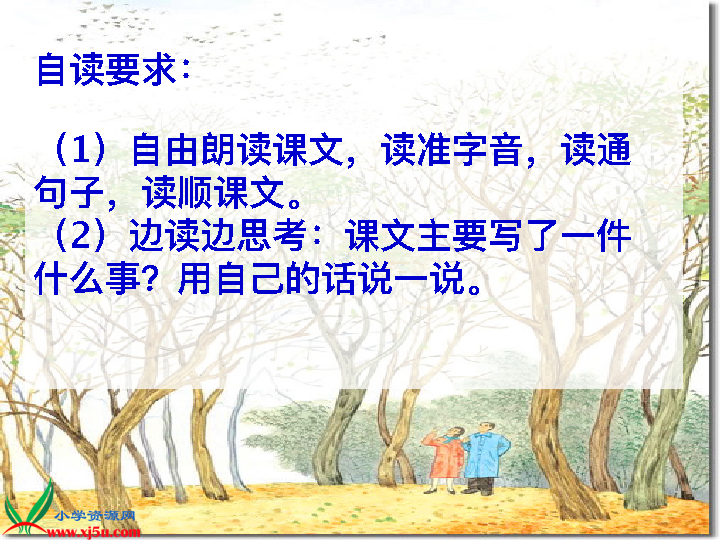 自读要求：
（1）自由朗读课文，读准字音，读通
句子，读顺课文。
（2）边读边思考：课文主要写了一件
什么事？用自己的话说一说。
小学资源网
www.xj5u.com